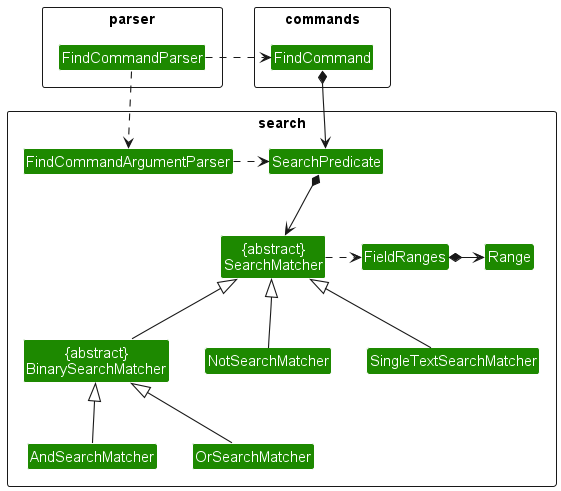 parser
commands
FindCommandParser
FindCommand
search
FindCommandArgumentParser
SearchPredicate
{abstract}
SearchMatcher
FieldRanges
Range
{abstract}
BinarySearchMatcher
NotSearchMatcher
SingleTextSearchMatcher
AndSearchMatcher
OrSearchMatcher